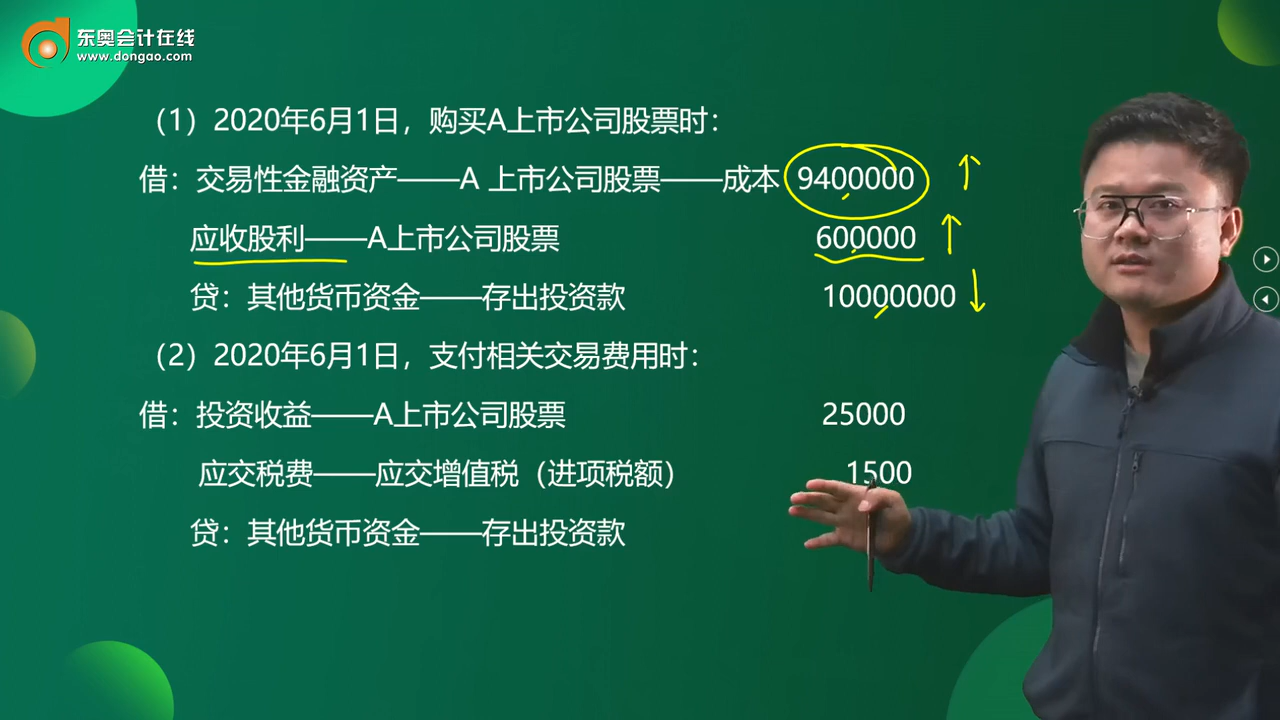 东奥会计在线
www.dongao.com
（1）2020年6月1日，购买A上市公司股票时：
借：交易性金融资产——A 上市公司股票——成本 9400000
应收股利——A上市公司股票 600000
贷：其他货币资金——存出投资款 10000000
（2）2020年6月1日，支付相关交易费用时：
借：投资收益——A上市公司股票 25000
应交税费——应交增值税（进项税额） 1500
贷：其他货币资金——存出投资款